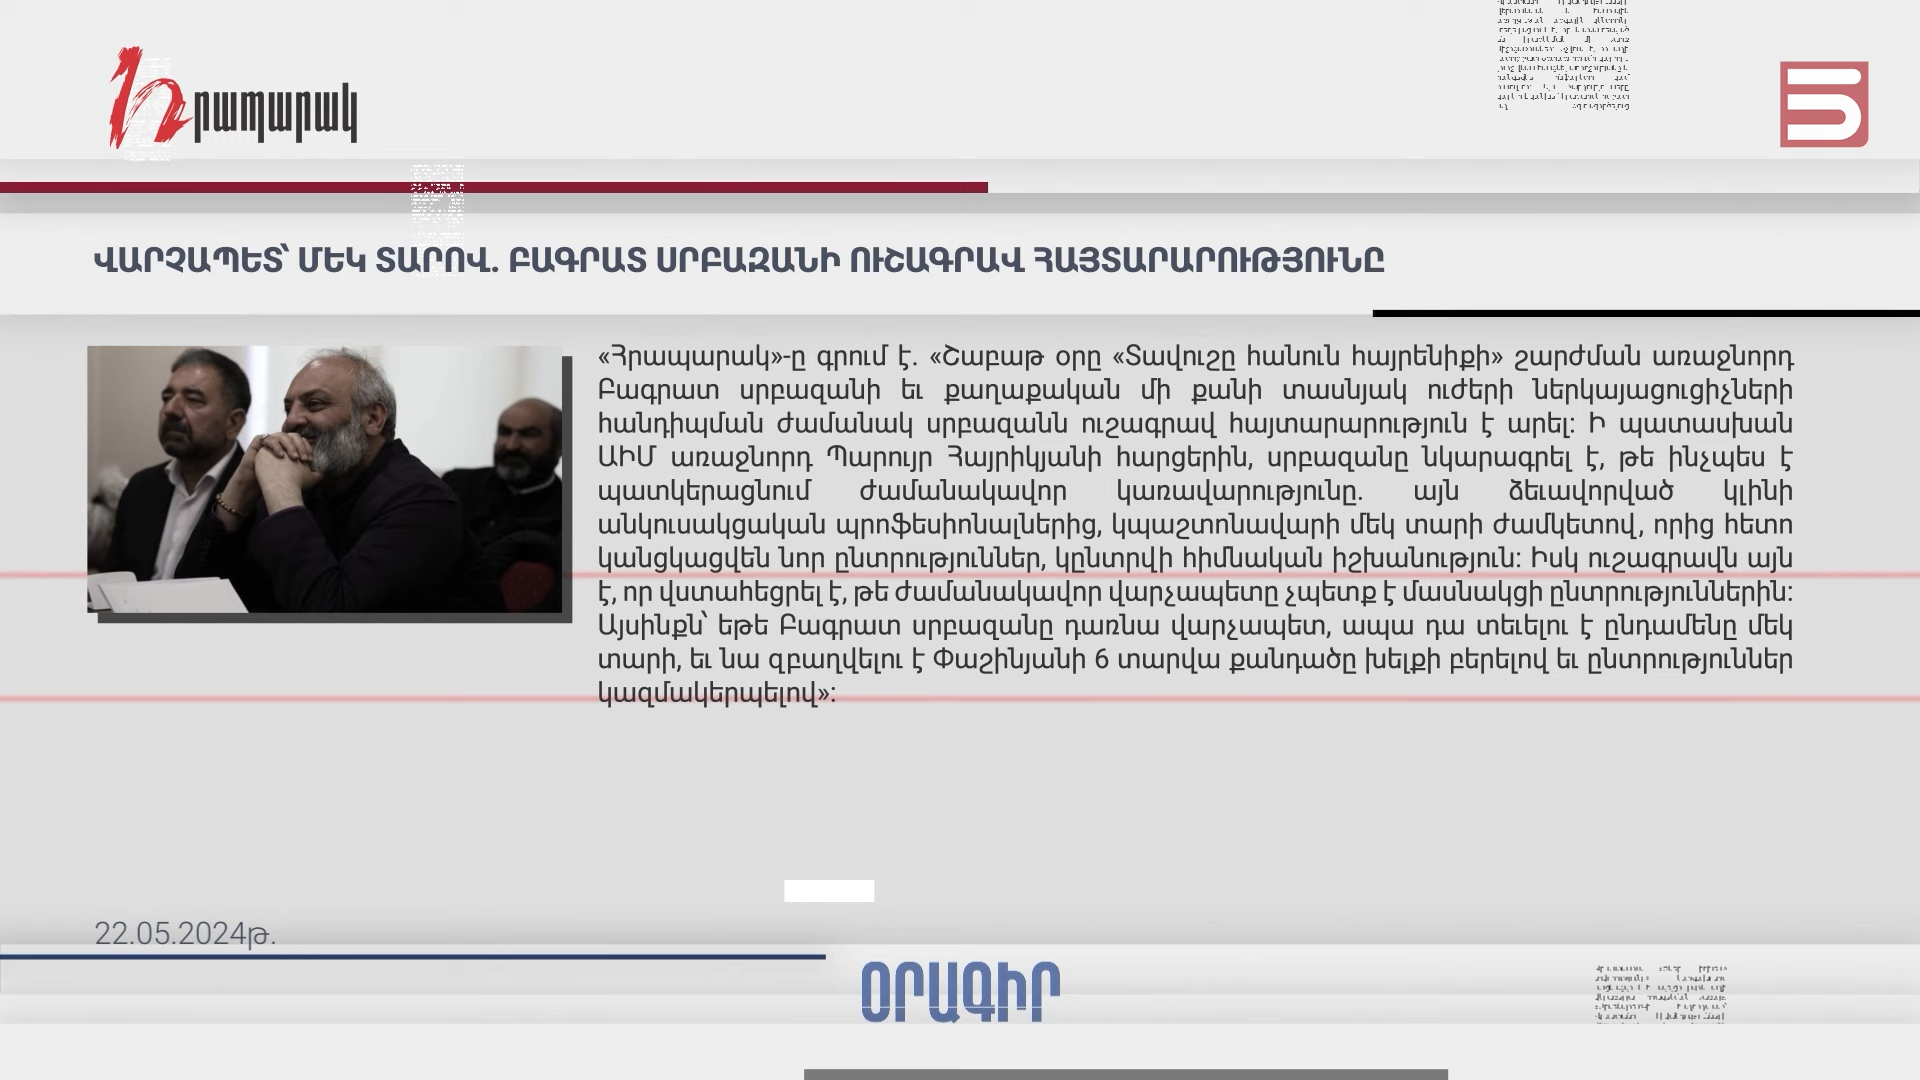 Հրապարակ
5
ՎԱՐՉԱՊԵՏ՝ ՄԵԿ ՏԱՐՈՎ. ԲԱԳՐԱՏ ՍՐԲԱԶԱՆԻ ՈՒՇԱԳՐԱՎ ՀԱՅՏԱՐԱՐՈՒԹՅՈՒՆԸ
«Հրապարակ»-ը գրում է. «Շաբաթ օրը «Տավուշը հանուն հայրենիքի» շարժման առաջնորդ
Բագրատ սրբազանի եւ քաղաքական մի քանի տասնյակ ուժերի ներկայացուցիչների
հանդիպման ժամանակ սրբազանն ուշագրավ հայտարարություն է արել: Ի պատասխան
ԱԻՄ առաջնորդ Պարույր Հայրիկյանի հարցերին, սրբազանը նկարագրել է, թե ինչպես է
պատկերացնում ժամանակավոր կառավարությունը. այն ձեւավորված կլինի
անկուսակցական պրոֆեսիոնալներից, կպաշտոնավարի մեկ տարի ժամկետով, որից հետո
կանցկացվեն նոր ընտրություններ, կընտրվի հիմնական իշխանություն: Իսկ ուշագրավն այն
է, որ վստահեցրել է, թե ժամանակավոր վարչապետը չպետք է մասնակցի ընտրություններին:
Այսինքն՝ եթե Բագրատ սրբազանը դառնա վարչապետ, ապա դա տեւելու է ընդամենը մեկ
տարի, եւ նա զբաղվելու է Փաշինյանի 6 տարվա քանդածը խելքի բերելով եւ ընտրություններ
կազմակերպելով»:
22.05.2024թ.
ՕՐԱԳԻՐ